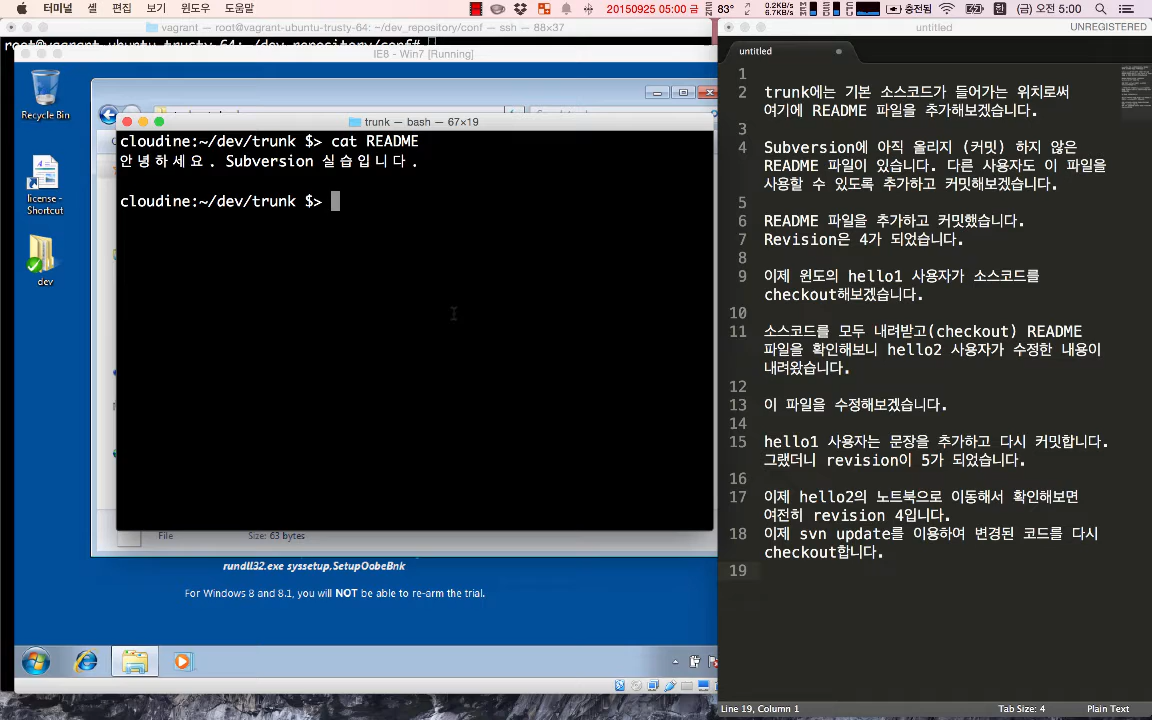 터미널 셸 편집 보기 윈도우 도움말
20150925 05:00 금
83°
0.2KB/s
6.7KB/s
충전됨
(금) 오전 5:00
vagrant — root@vagrant-ubuntu-trusty-64: ~/dev_repository/conf — ssh — 88×37
root@vagrant-ubuntu-trusty-64:~/dev_repository/conf#
IE8 - Win7 [Running]
Recycle Bin
license - Shortcut
dev
trunk — bash — 67×19
cloudine:~/dev/trunk $> cat README
안녕하세요. Subversion 실습입니다.
cloudine:~/dev/trunk $>
File Size: 63 bytes
rundll32.exe syssetup,SetupOobeBnk
For Windows 8 and 8.1, you will NOT be able to re-arm the trial.
untitled UNREGISTERED
untitled
1
2 trunk에는 기본 소스코드가 들어가는 위치로써
여기에 README 파일을 추가해보겠습니다.
3
4 Subversion에 아직 올리지 (커밋) 하지 않은
README 파일이 있습니다. 다른 사용자도 이 파일을
사용할 수 있도록 추가하고 커밋해보겠습니다.
5
6 README 파일을 추가하고 커밋했습니다.
7 Revision은 4가 되었습니다.
8
9 이제 윈도의 hello1 사용자가 소스코드를
checkout해보겠습니다.
10
11 소스코드를 모두 내려받고(checkout) README
파일을 확인해보니 hello2 사용자가 수정한 내용이
내려왔습니다.
12
13 이 파일을 수정해보겠습니다.
14
15 hello1 사용자는 문장을 추가하고 다시 커밋합니다.
그랬더니 revision이 5가 되었습니다.
16
17 이제 hello2의 노트북으로 이동해서 확인해보면
여전히 revision 4입니다.
18 이제 svn update를 이용하여 변경된 코드를 다시
checkout합니다.
19
Line 19, Column 1 Tab Size: 4 Plain Text